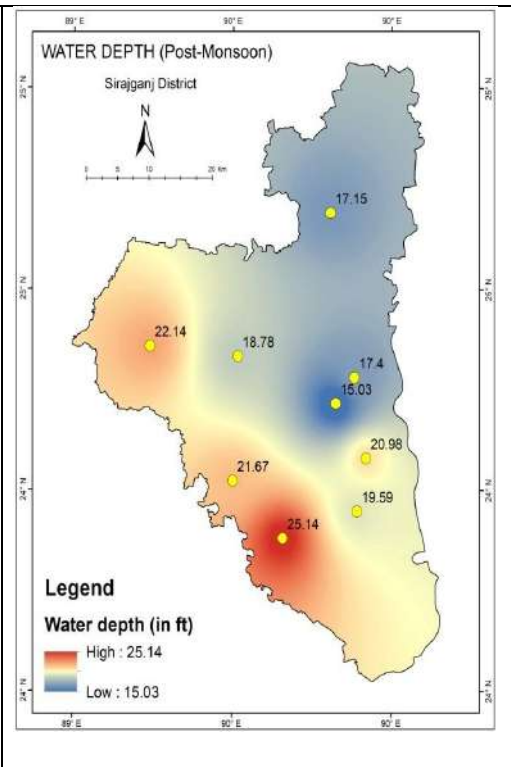 89° E 90° E 90° E
WATER DEPTH (Post-Monsoon)
Sirajganj District
N
0 5 10 20 Km
25° N 25° N
17.15
25° N 25° N
22.14
18.78
17.4
15.03
20.98
21.67
19.59
24° N 24° N
25.14
Legend
Water depth (in ft)
High : 25.14
Low : 15.03
24° N 24° N
89° E 90° E 90° E